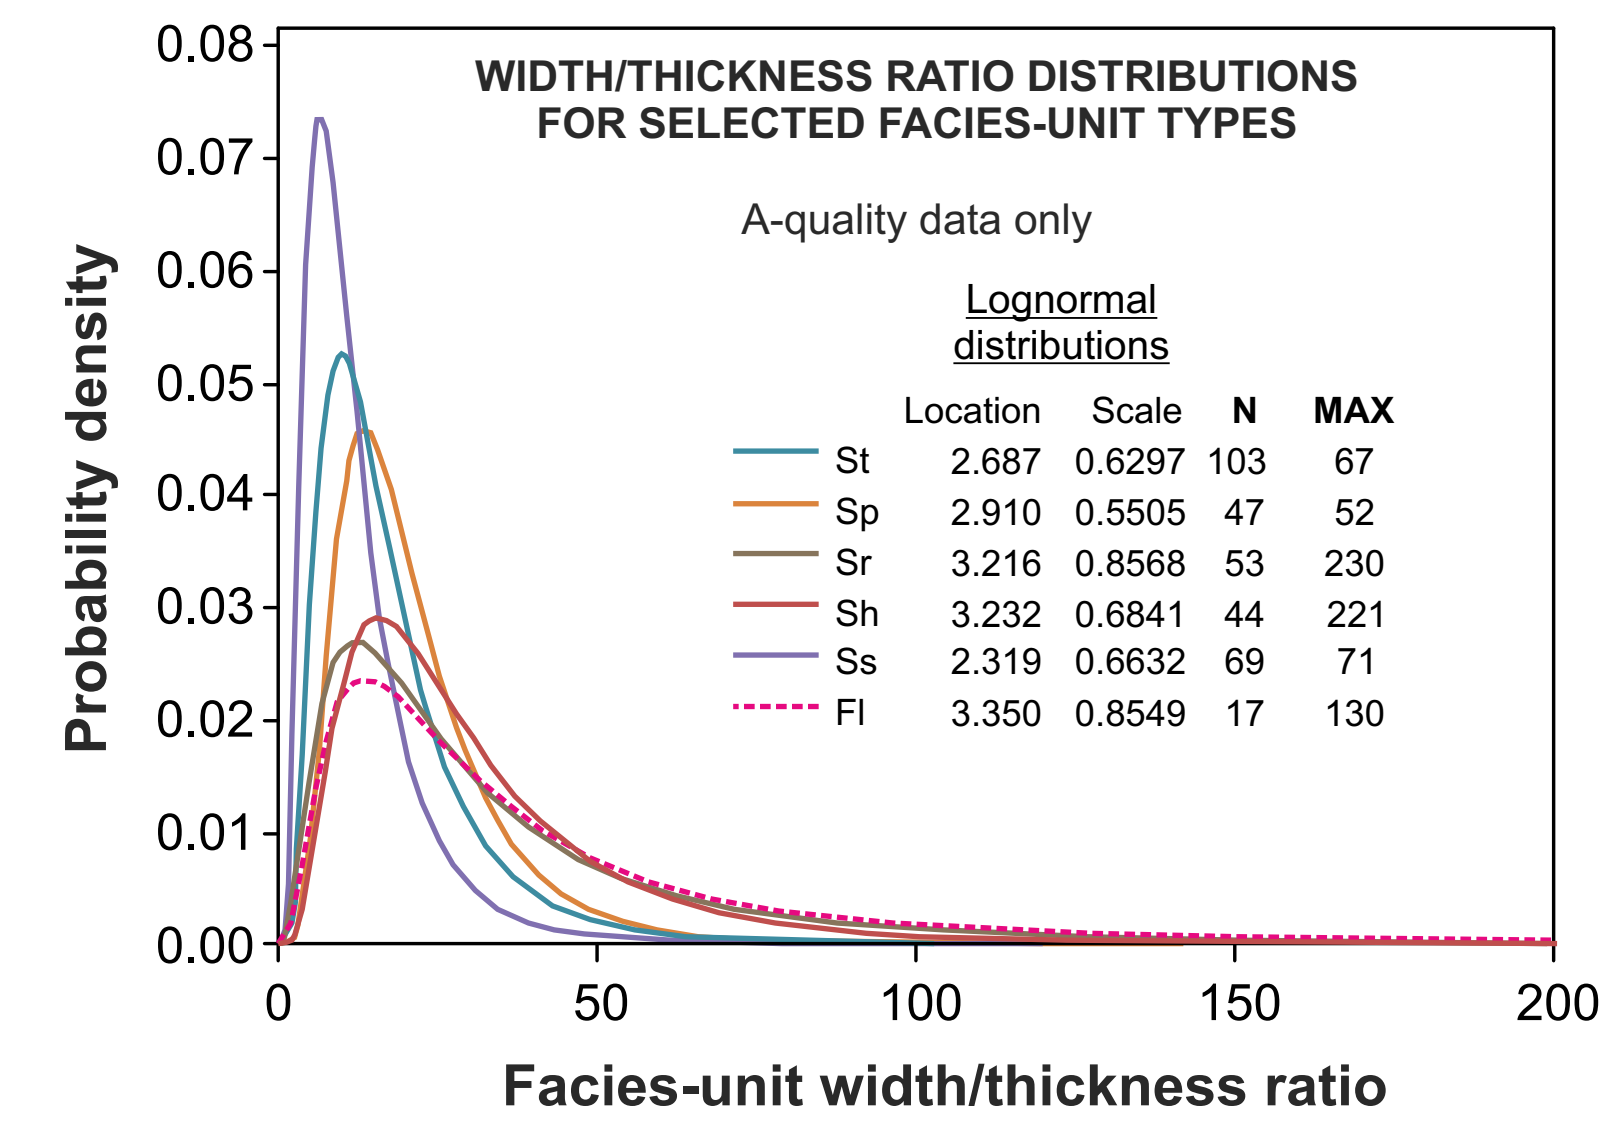 WIDTH/THICKNESS RATIO DISTRIBUTIONS
FOR SELECTED FACIES-UNIT TYPES
A-quality data only
Lognormal
distributions
Location Scale N MAX
St 2.687 0.6297 103 67
Sp 2.910 0.5505 47 52
Sr 3.216 0.8568 53 230
Sh 3.232 0.6841 44 221
Ss 2.319 0.6632 69 71
Fl 3.350 0.8549 17 130
Probability density
0.08
0.07
0.06
0.05
0.04
0.03
0.02
0.01
0.00
0 50 100 150 200
Facies-unit width/thickness ratio